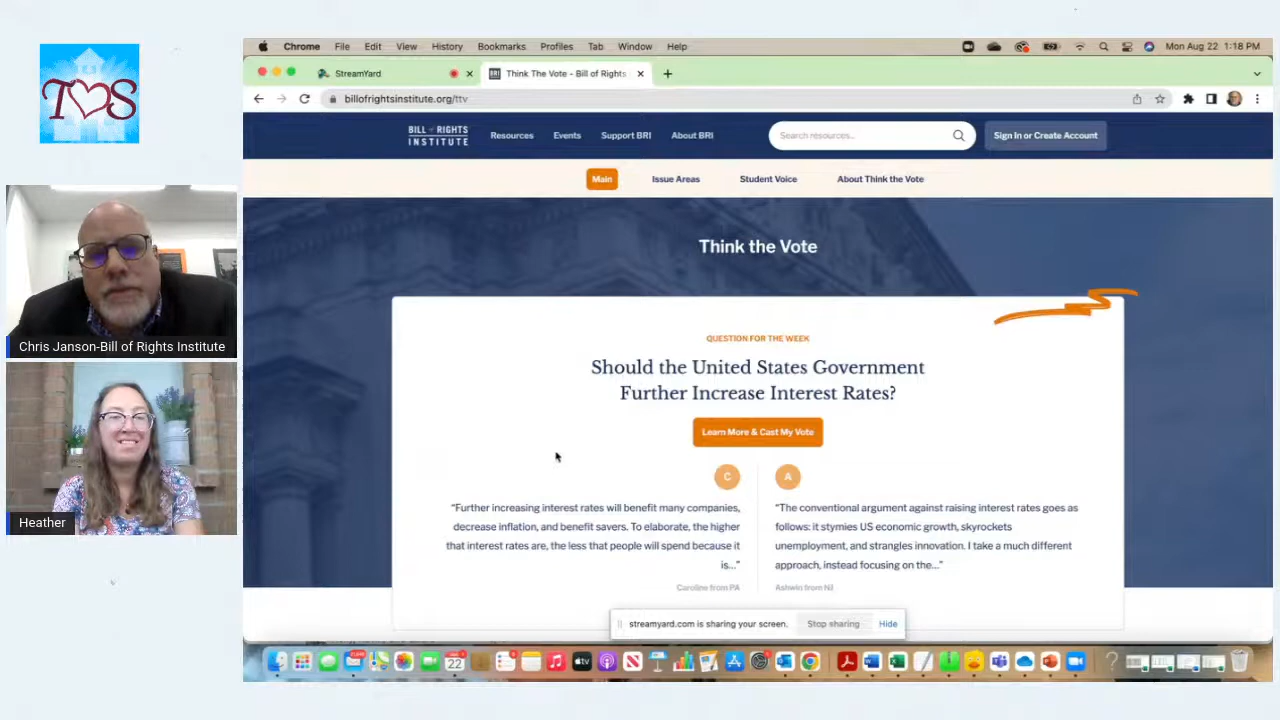 TOS
Chris Janson-Bill of Rights Institute
Heather
Chrome File Edit View History Bookmarks Profiles Tab Window Help
Mon Aug 22 1:18 PM
StreamYard
Think The Vote - Bill of Rights
billofrightsinstitute.org/ttv
BILL of RIGHTS
INSTITUTE
Resources Events Support BRI About BRI
Search resources...
Sign In or Create Account
Main Issue Areas Student Voice About Think the Vote
Think the Vote
QUESTION FOR THE WEEK
Should the United States Government
Further Increase Interest Rates?
Learn More & Cast My Vote
C
“Further increasing interest rates will benefit many companies,
decrease inflation, and benefit savers. To elaborate, the higher
that interest rates are, the less that people will spend because it
is...”
Caroline from PA
A
“The conventional argument against raising interest rates goes as
follows: it stymies US economic growth, skyrockets
unemployment, and strangles innovation. I take a much different
approach, instead focusing on the...”
Ashwin from NJ
streamyard.com is sharing your screen. Stop sharing Hide
tv
22